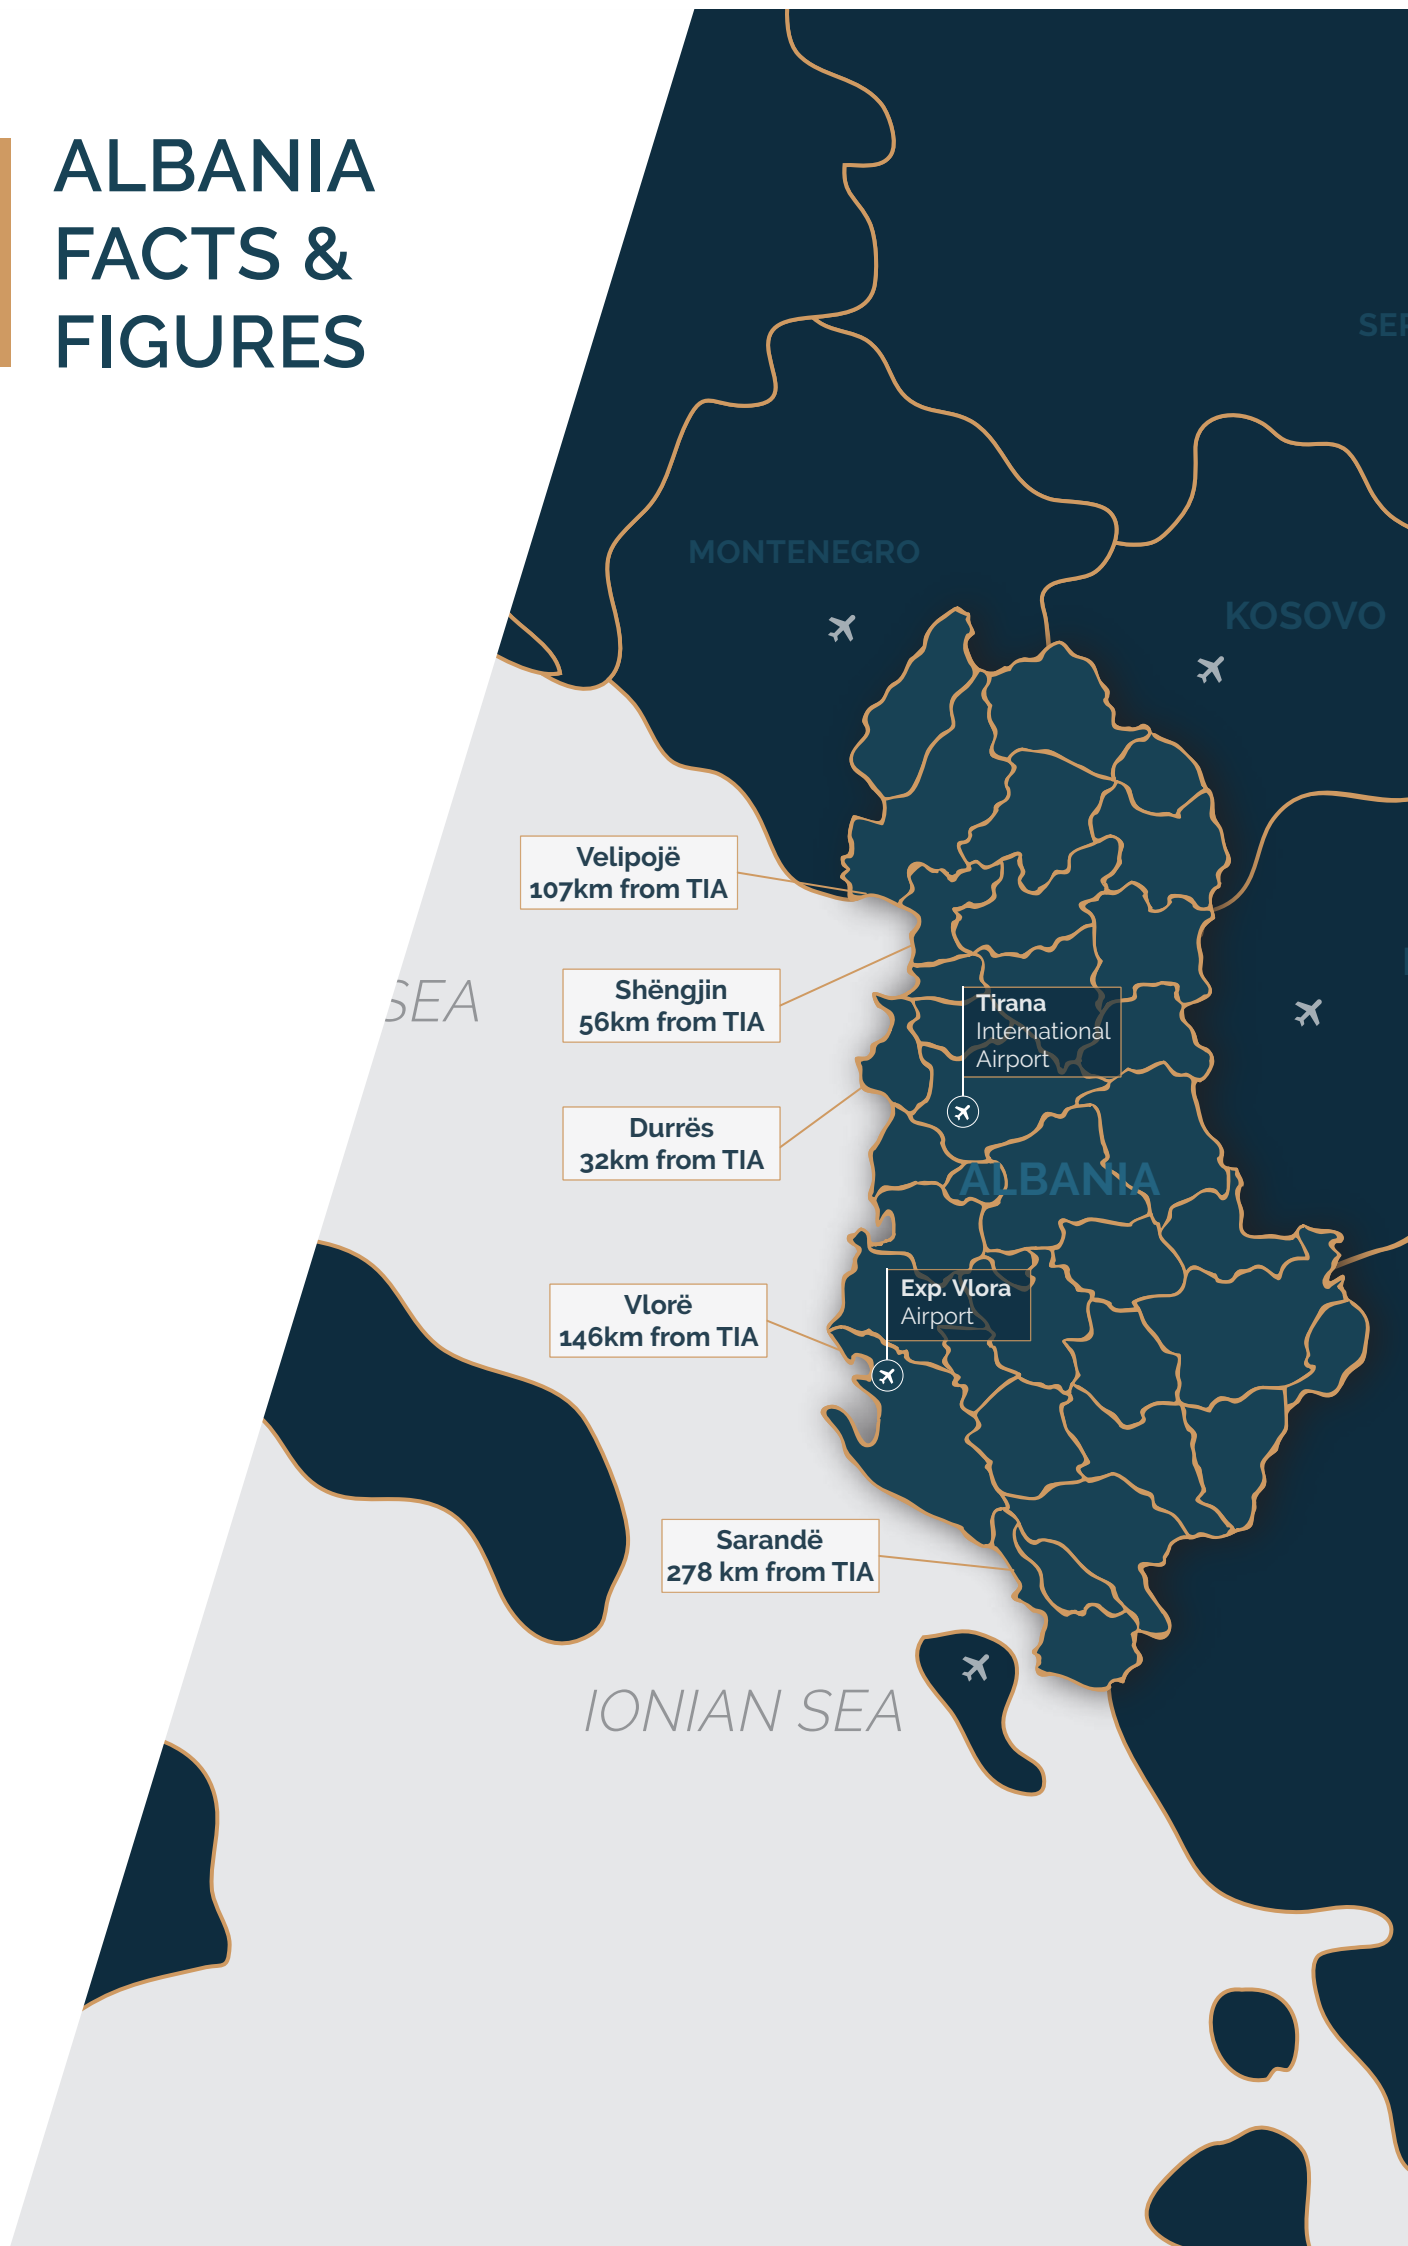 ALBANIA
FACTS &
FIGURES
MONTENEGRO
KOSOVO
Velipojë
107km from TIA
SEA
Shëngjin
56km from TIA
Tirana
International
Airport
Durrës
32km from TIA
ALBANIA
Exp. Vlora
Airport
Vlorë
146km from TIA
Sarandë
278 km from TIA
IONIAN SEA